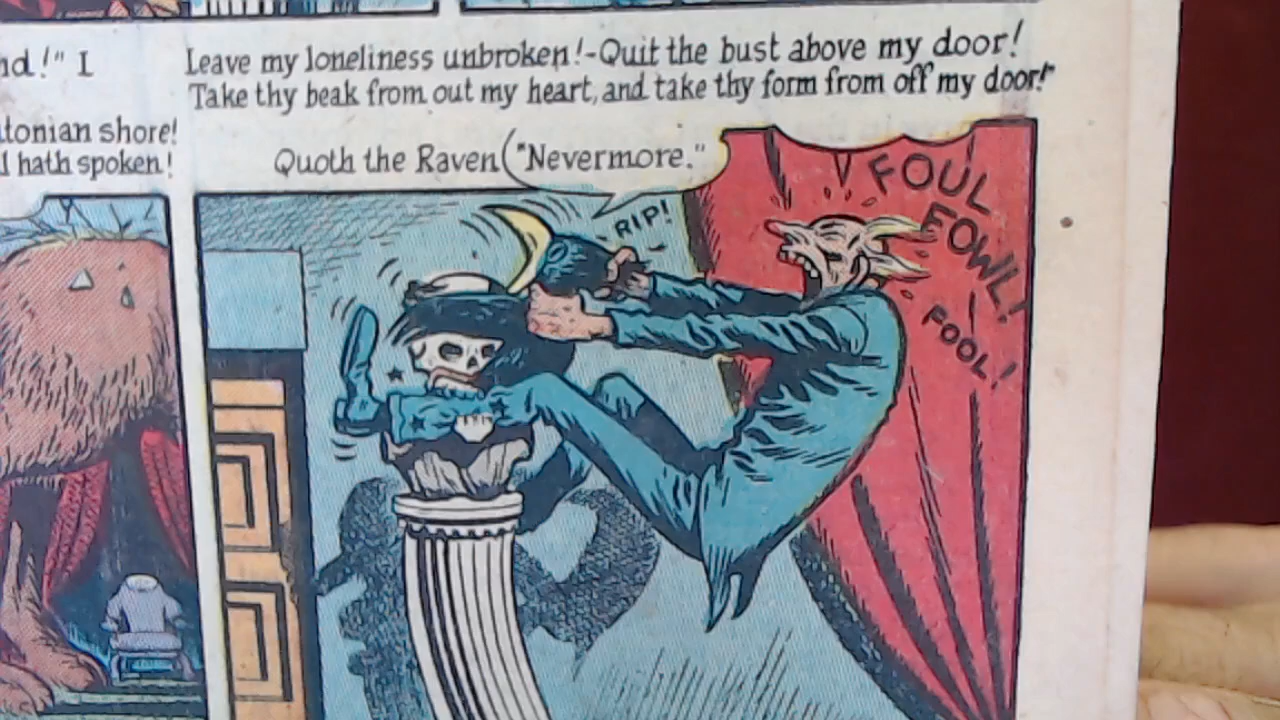 nd!" I
tonian shore!
hath spoken!
Leave my loneliness unbroken!-Quit the bust above my door!
Take thy beak from out my heart, and take thy form from off my door!"
Quoth the Raven "Nevermore."
RIP!
FOUL
FOWL!
POOL!